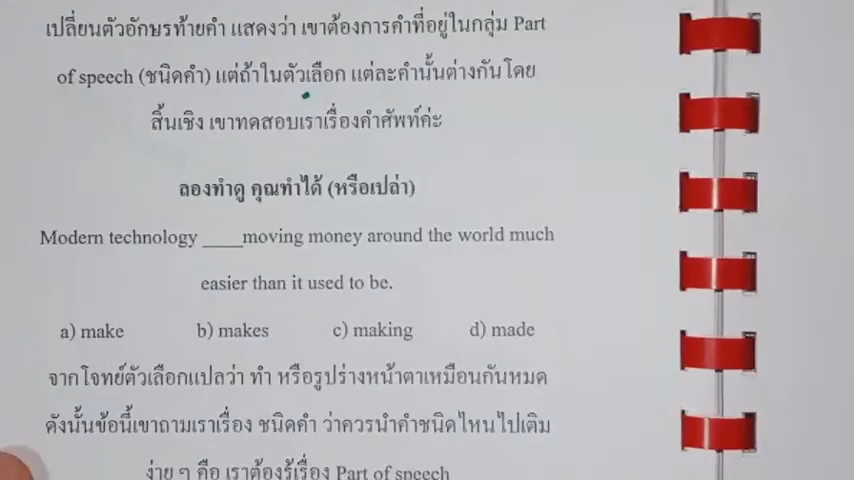 เปลี่ยนตัวอักษรท้ายคำ แสดงว่า เขาต้องการคำที่อยู่ในกลุ่ม Part
of speech (ชนิดคำ) แต่ถ้าในตัวเลือก แต่ละคำนั้นต่างกันโดย
สิ้นเชิง เขาทดสอบเราเรื่องคำศัพท์ค่ะ
ลองทำดู คุณทำได้ (หรือเปล่า)
Modern technology ____moving money around the world much
easier than it used to be.
a) make b) makes c) making d) made
จากโจทย์ตัวเลือกแปลว่า ทำ หรือรูปร่างหน้าตาเหมือนกันหมด
ดังนั้นข้อนี้เขาถามเราเรื่อง ชนิดคำ ว่าควรนำคำชนิดไหนไปเติม
ง่าย ๆ คือ เราต้องรู้เรื่อง Part of speech